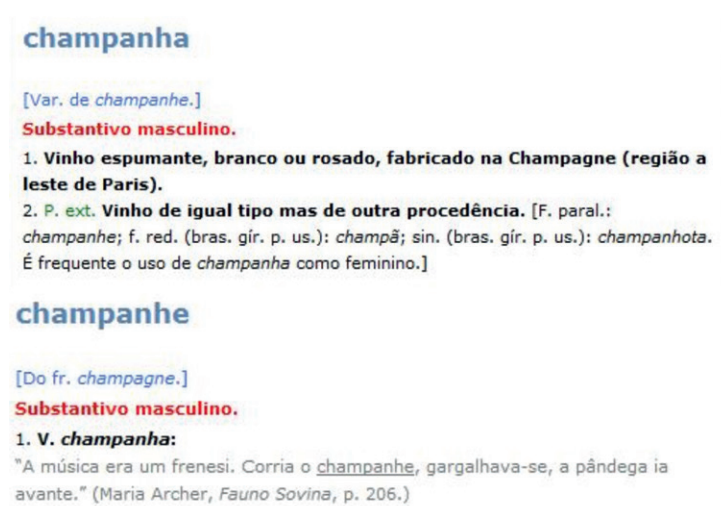 champanha
[Var. de champanhe.]
Substantivo masculino.
1. Vinho espumante, branco ou rosado, fabricado na Champagne (região a
leste de Paris).
2. P. ext. Vinho de igual tipo mas de outra procedência. [F. paral.:
champanhe; f. red. (bras. gír. p. us.): champã; sin. (bras. gír. p. us.): champanhota.
É frequente o uso de champanha como feminino.]
champanhe
[Do fr. champagne.]
Substantivo masculino.
1. V. champanha:
“A música era um frenesi. Corria o champanhe, gargalhava-se, a pândega ia
avante.” (Maria Archer, Fauno Sovina, p. 206.)